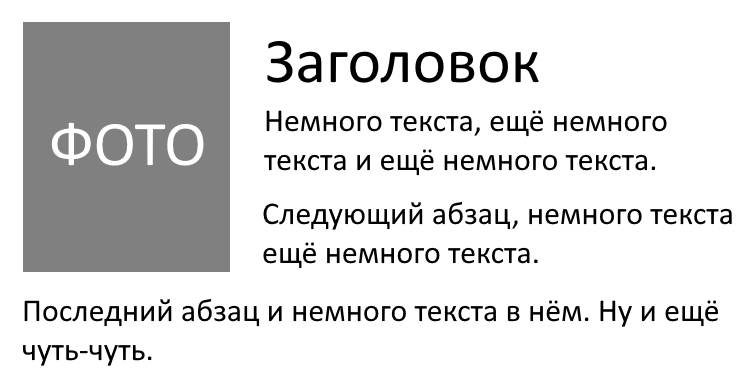 ФОТО
Заголовок
Немного текста, ещё немного
текста и ещё немного текста.
Следующий абзац, немного текста
ещё немного текста.
Последний абзац и немного текста в нём. Ну и ещё
чуть-чуть.